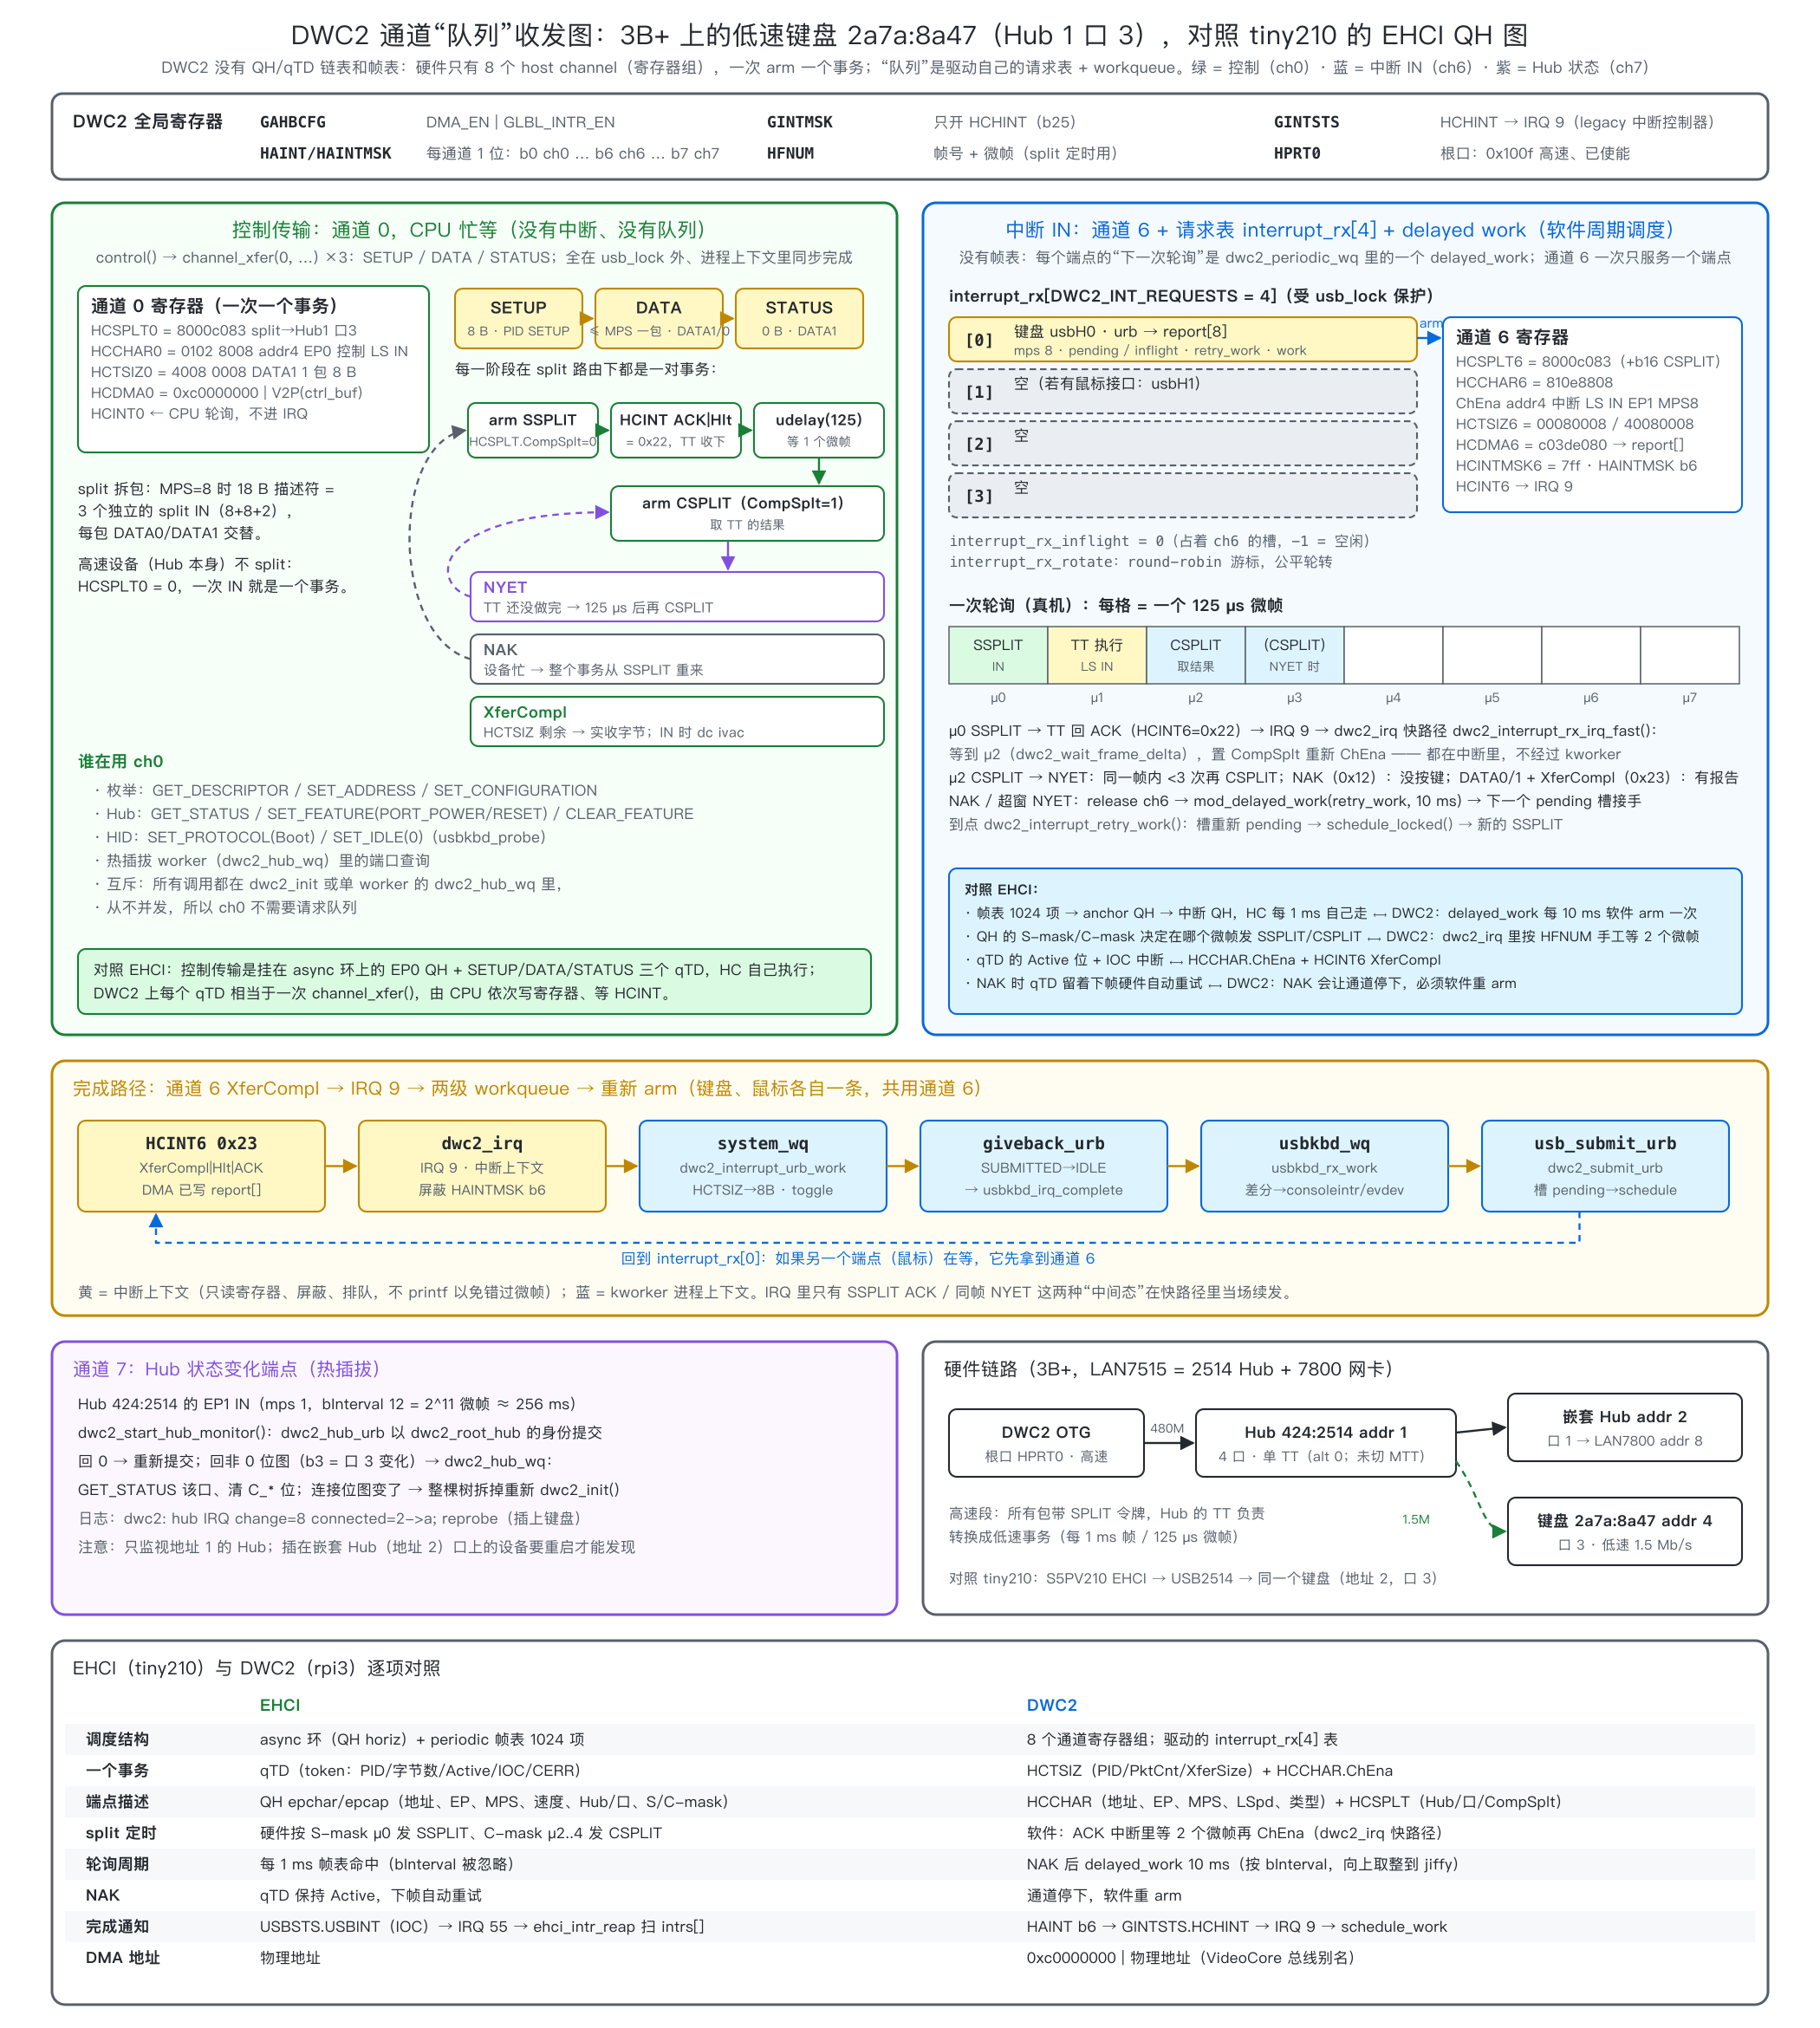 DWC2 通道“队列”收发图：3B+ 上的低速键盘 2a7a:8a47（Hub 1 口 3），对照 tiny210 的 EHCI QH 图
DWC2 没有 QH/qTD 链表和帧表：硬件只有 8 个 host channel（寄存器组），一次 arm 一个事务；“队列”是驱动自己的请求表 + workqueue。绿 = 控制（ch0）· 蓝 = 中断 IN（ch6）· 紫 = Hub 状态（ch7）
DWC2 全局寄存器
GAHBCFG DMA_EN | GLBL_INTR_EN
GINTMSK 只开 HCHINT（b25）
GINTSTS HCHINT → IRQ 9（legacy 中断控制器）
HAINT/HAINTMSK 每通道 1 位：b0 ch0 … b6 ch6 … b7 ch7
HFNUM 帧号 + 微帧（split 定时用）
HPRT0 根口：0x100f 高速、已使能
控制传输：通道 0，CPU 忙等（没有中断、没有队列）
control() → channel_xfer(0, …) ×3：SETUP / DATA / STATUS；全在 usb_lock 外、进程上下文里同步完成
通道 0 寄存器（一次一个事务）
HCSPLT0 = 8000c083 split→Hub1 口3
HCCHAR0 = 0102 8008 addr4 EP0 控制 LS IN
HCTSIZ0 = 4008 0008 DATA1 1 包 8 B
HCDMA0 = 0xc0000000 | V2P(ctrl_buf)
HCINT0 ← CPU 轮询，不进 IRQ
SETUP
8 B · PID SETUP
DATA
≤ MPS 一包 · DATA1/0
STATUS
0 B · DATA1
每一阶段在 split 路由下都是一对事务：
arm SSPLIT
HCSPLT.CompSplt=0
HCINT ACK|Hlt
= 0x22，TT 收下
udelay(125)
等 1 个微帧
arm CSPLIT（CompSplt=1）
取 TT 的结果
NYET
TT 还没做完 → 125 µs 后再 CSPLIT
NAK
设备忙 → 整个事务从 SSPLIT 重来
XferCompl
HCTSIZ 剩余 → 实收字节；IN 时 dc ivac
split 拆包：MPS=8 时 18 B 描述符 =
3 个独立的 split IN（8+8+2），
每包 DATA0/DATA1 交替。
高速设备（Hub 本身）不 split：
HCSPLT0 = 0，一次 IN 就是一个事务。
谁在用 ch0
· 枚举：GET_DESCRIPTOR / SET_ADDRESS / SET_CONFIGURATION
· Hub：GET_STATUS / SET_FEATURE(PORT_POWER/RESET) / CLEAR_FEATURE
· HID：SET_PROTOCOL(Boot) / SET_IDLE(0)（usbkbd_probe）
· 热插拔 worker（dwc2_hub_wq）里的端口查询
· 互斥：所有调用都在 dwc2_init 或单 worker 的 dwc2_hub_wq 里，
· 从不并发，所以 ch0 不需要请求队列
对照 EHCI：控制传输是挂在 async 环上的 EP0 QH + SETUP/DATA/STATUS 三个 qTD，HC 自己执行；
DWC2 上每个 qTD 相当于一次 channel_xfer()，由 CPU 依次写寄存器、等 HCINT。
中断 IN：通道 6 + 请求表 interrupt_rx[4] + delayed work（软件周期调度）
没有帧表：每个端点的“下一次轮询”是 dwc2_periodic_wq 里的一个 delayed_work；通道 6 一次只服务一个端点
interrupt_rx[DWC2_INT_REQUESTS = 4]（受 usb_lock 保护）
[0] 键盘 usbH0 · urb → report[8]
mps 8 · pending / inflight · retry_work · work
[1] 空（若有鼠标接口：usbH1）
[2] 空
[3] 空
arm
通道 6 寄存器
HCSPLT6 = 8000c083（+b16 CSPLIT）
HCCHAR6 = 810e8808
ChEna addr4 中断 LS IN EP1 MPS8
HCTSIZ6 = 00080008 / 40080008
HCDMA6 = c03de080 → report[]
HCINTMSK6 = 7ff · HAINTMSK b6
HCINT6 → IRQ 9
interrupt_rx_inflight = 0（占着 ch6 的槽，−1 = 空闲）
interrupt_rx_rotate：round-robin 游标，公平轮转
一次轮询（真机）：每格 = 一个 125 µs 微帧
SSPLIT
IN
TT 执行
LS IN
CSPLIT
取结果
(CSPLIT)
NYET 时
µ0 µ1 µ2 µ3 µ4 µ5 µ6 µ7
µ0 SSPLIT → TT 回 ACK（HCINT6=0x22）→ IRQ 9 → dwc2_irq 快路径 dwc2_interrupt_rx_irq_fast()：
等到 µ2（dwc2_wait_frame_delta），置 CompSplt 重新 ChEna —— 都在中断里，不经过 kworker
µ2 CSPLIT → NYET：同一帧内 <3 次再 CSPLIT；NAK（0x12）：没按键；DATA0/1 + XferCompl（0x23）：有报告
NAK / 超窗 NYET：release ch6 → mod_delayed_work(retry_work, 10 ms) → 下一个 pending 槽接手
到点 dwc2_interrupt_retry_work()：槽重新 pending → schedule_locked() → 新的 SSPLIT
对照 EHCI：
· 帧表 1024 项 → anchor QH → 中断 QH，HC 每 1 ms 自己走 ↔ DWC2：delayed_work 每 10 ms 软件 arm 一次
· QH 的 S-mask/C-mask 决定在哪个微帧发 SSPLIT/CSPLIT ↔ DWC2：dwc2_irq 里按 HFNUM 手工等 2 个微帧
· qTD 的 Active 位 + IOC 中断 ↔ HCCHAR.ChEna + HCINT6 XferCompl
· NAK 时 qTD 留着下帧硬件自动重试 ↔ DWC2：NAK 会让通道停下，必须软件重 arm
完成路径：通道 6 XferCompl → IRQ 9 → 两级 workqueue → 重新 arm（键盘、鼠标各自一条，共用通道 6）
HCINT6 0x23
XferCompl|Hlt|ACK
DMA 已写 report[]
dwc2_irq
IRQ 9 · 中断上下文
屏蔽 HAINTMSK b6
system_wq
dwc2_interrupt_urb_work
HCTSIZ→8B · toggle
giveback_urb
SUBMITTED→IDLE
→ usbkbd_irq_complete
usbkbd_wq
usbkbd_rx_work
差分→consoleintr/evdev
usb_submit_urb
dwc2_submit_urb
槽 pending→schedule
回到 interrupt_rx[0]：如果另一个端点（鼠标）在等，它先拿到通道 6
黄 = 中断上下文（只读寄存器、屏蔽、排队，不 printf 以免错过微帧）；蓝 = kworker 进程上下文。IRQ 里只有 SSPLIT ACK / 同帧 NYET 这两种“中间态”在快路径里当场续发。
通道 7：Hub 状态变化端点（热插拔）
Hub 424:2514 的 EP1 IN（mps 1，bInterval 12 = 2^11 微帧 ≈ 256 ms）
dwc2_start_hub_monitor()：dwc2_hub_urb 以 dwc2_root_hub 的身份提交
回 0 → 重新提交；回非 0 位图（b3 = 口 3 变化）→ dwc2_hub_wq：
GET_STATUS 该口、清 C_* 位；连接位图变了 → 整棵树拆掉重新 dwc2_init()
日志：dwc2: hub IRQ change=8 connected=2->a; reprobe（插上键盘）
注意：只监视地址 1 的 Hub；插在嵌套 Hub（地址 2）口上的设备要重启才能发现
硬件链路（3B+，LAN7515 = 2514 Hub + 7800 网卡）
DWC2 OTG
根口 HPRT0 · 高速
480M
Hub 424:2514 addr 1
4 口 · 单 TT（alt 0；未切 MTT）
嵌套 Hub addr 2
口 1 → LAN7800 addr 8
1.5M
键盘 2a7a:8a47 addr 4
口 3 · 低速 1.5 Mb/s
高速段：所有包带 SPLIT 令牌，Hub 的 TT 负责
转换成低速事务（每 1 ms 帧 / 125 µs 微帧）
对照 tiny210：S5PV210 EHCI → USB2514 → 同一个键盘（地址 2，口 3）
EHCI（tiny210）与 DWC2（rpi3）逐项对照
EHCI DWC2
调度结构 async 环（QH horiz）+ periodic 帧表 1024 项 8 个通道寄存器组；驱动的 interrupt_rx[4] 表
一个事务 qTD（token：PID/字节数/Active/IOC/CERR） HCTSIZ（PID/PktCnt/XferSize）+ HCCHAR.ChEna
端点描述 QH epchar/epcap（地址、EP、MPS、速度、Hub/口、S/C-mask） HCCHAR（地址、EP、MPS、LSpd、类型）+ HCSPLT（Hub/口/CompSplt）
split 定时 硬件按 S-mask µ0 发 SSPLIT、C-mask µ2..4 发 CSPLIT 软件：ACK 中断里等 2 个微帧再 ChEna（dwc2_irq 快路径）
轮询周期 每 1 ms 帧表命中（bInterval 被忽略） NAK 后 delayed_work 10 ms（按 bInterval，向上取整到 jiffy）
NAK qTD 保持 Active，下帧自动重试 通道停下，软件重 arm
完成通知 USBSTS.USBINT（IOC）→ IRQ 55 → ehci_intr_reap 扫 intrs[] HAINT b6 → GINTSTS.HCHINT → IRQ 9 → schedule_work
DMA 地址 物理地址 0xc0000000 | 物理地址（VideoCore 总线别名）